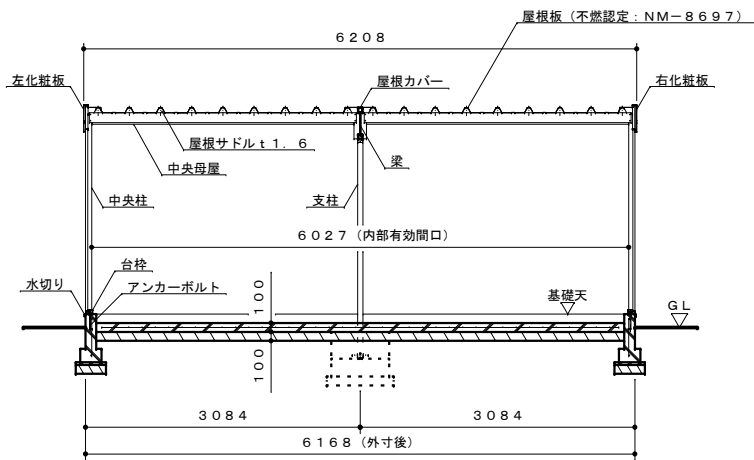 屋根板（不燃認定：ＮＭ－８６９７）
６２０８
左化粧板
屋根カバー
右化粧板
屋根サドルｔ１．６
中央母屋
梁
中央柱
支柱
６０２７（内部有効間口）
台枠
水切り
アンカーボルト
１００
基礎天
ＧＬ
１００
３０８４
３０８４
６１６８（外寸後）